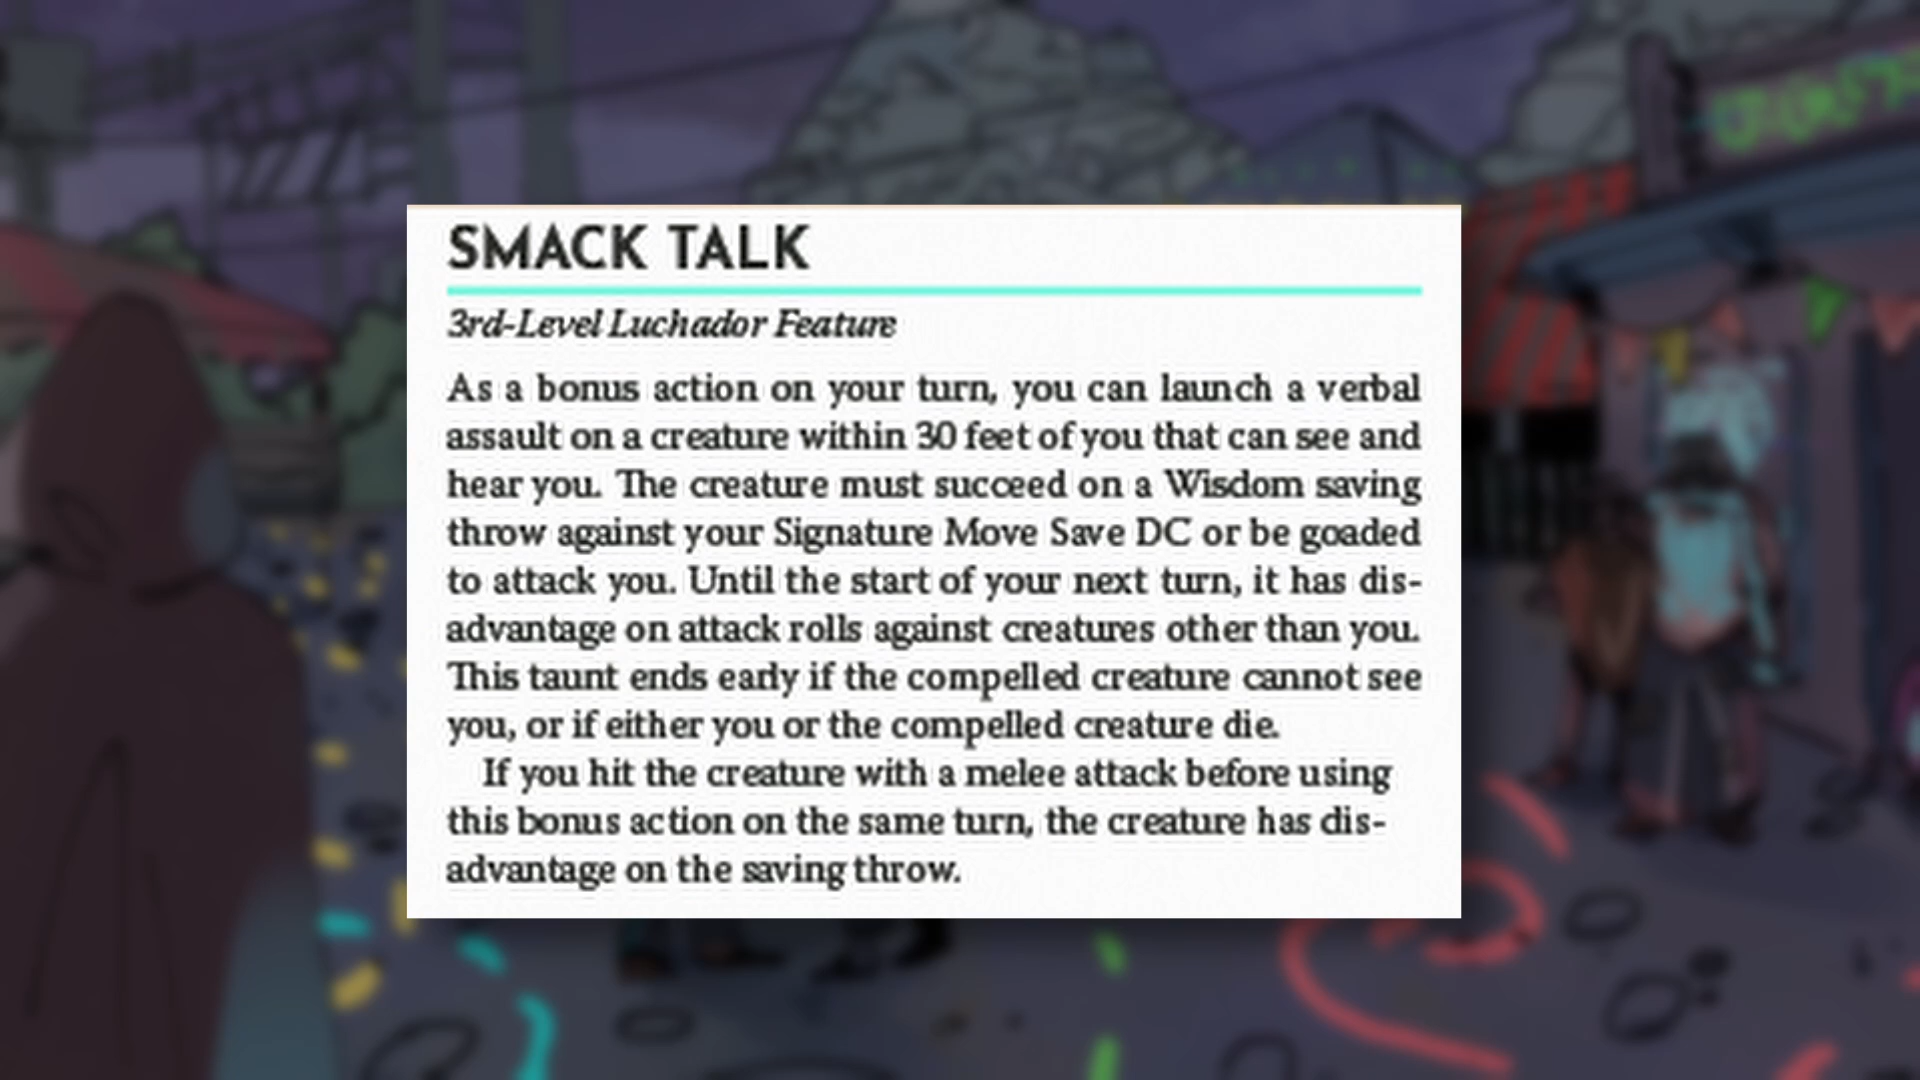 SMACK TALK
3rd-Level Luchador Feature
As a bonus action on your turn, you can launch a verbal
assault on a creature within 30 feet of you that can see and
hear you. The creature must succeed on a Wisdom saving
throw against your Signature Move Save DC or be goaded
to attack you. Until the start of your next turn, it has dis-
advantage on attack rolls against creatures other than you.
This taunt ends early if the compelled creature cannot see
you, or if either you or the compelled creature die.
If you hit the creature with a melee attack before using
this bonus action on the same turn, the creature has dis-
advantage on the saving throw.